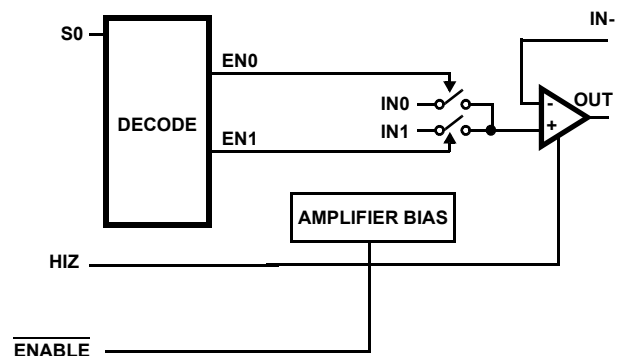 IN-
S0
EN0
IN0
OUT
-
DECODE
IN1
+
EN1
AMPLIFIER BIAS
HIZ
ENABLE